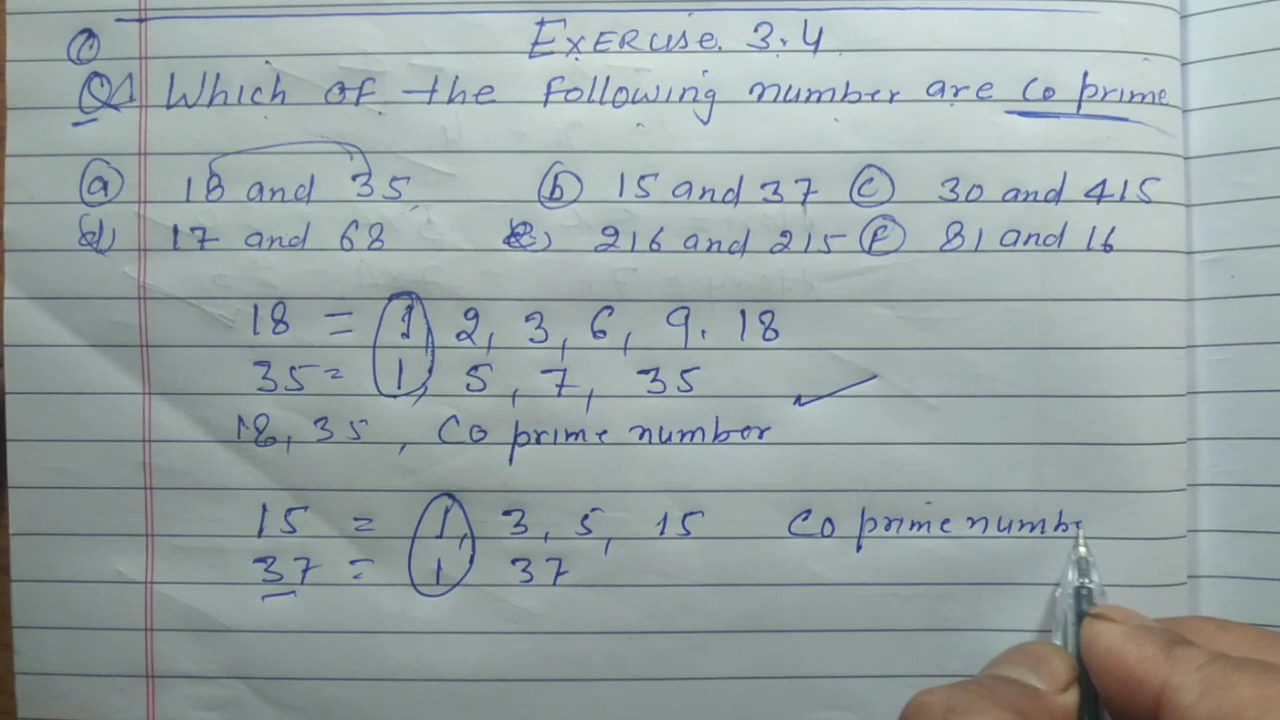 Exercise. 3.4
Q1 Which of the following number are co prime
(a) 18 and 35 (b) 15 and 37 (c) 30 and 415
(d) 17 and 68 (e) 216 and 215 (f) 81 and 16
18 = 1, 2, 3, 6, 9. 18
35 = 1, 5, 7, 35
18, 35, Co prime number
15 = 1, 3, 5, 15 Co prime numbe
37 = 1 37